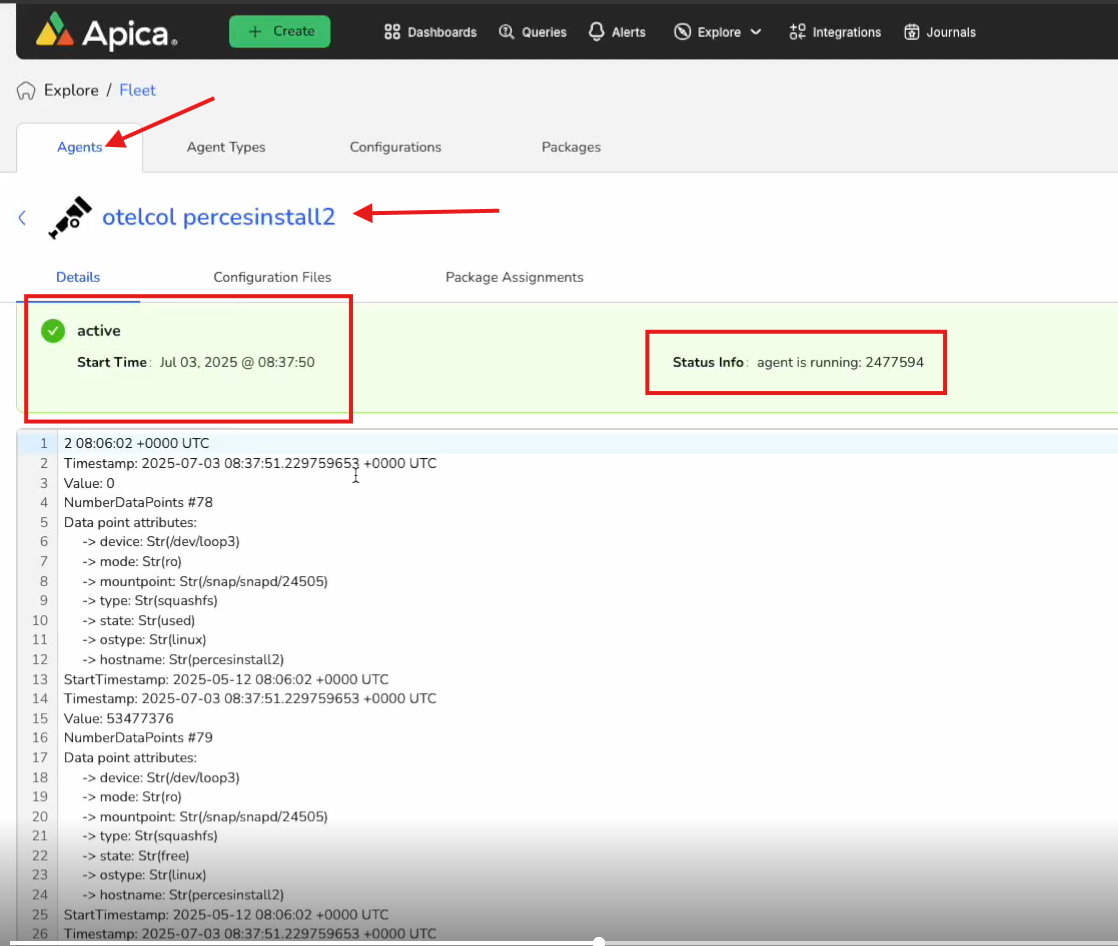 Apica.
+ Create
Dashboards
Queries
Alerts
Explore
Integrations
Journals
Explore / Fleet
Agents
Agent Types
Configurations
Packages
otelcol percesinstall2
Details
Configuration Files
Package Assignments
active
Start Time: Jul 03, 2025 @ 08:37:50
Status Info: agent is running: 2477594
1 2 08:06:02 +0000 UTC
2 Timestamp: 2025-07-03 08:37:51.229759653 +0000 UTC
3 Value: 0
4 NumberDataPoints #78
5 Data point attributes:
6 -> device: Str(/dev/loop3)
7 -> mode: Str(ro)
8 -> mountpoint: Str(/snap/snapd/24505)
9 -> type: Str(squashfs)
10 -> state: Str(used)
11 -> ostype: Str(linux)
12 -> hostname: Str(percesinstall2)
13 StartTimestamp: 2025-05-12 08:06:02 +0000 UTC
14 Timestamp: 2025-07-03 08:37:51.229759653 +0000 UTC
15 Value: 53477376
16 NumberDataPoints #79
17 Data point attributes:
18 -> device: Str(/dev/loop3)
19 -> mode: Str(ro)
20 -> mountpoint: Str(/snap/snapd/24505)
21 -> type: Str(squashfs)
22 -> state: Str(free)
23 -> ostype: Str(linux)
24 -> hostname: Str(percesinstall2)
25 StartTimestamp: 2025-05-12 08:06:02 +0000 UTC
26 Timestamp: 2025-07-03 08:37:51.229759653 +0000 UTC